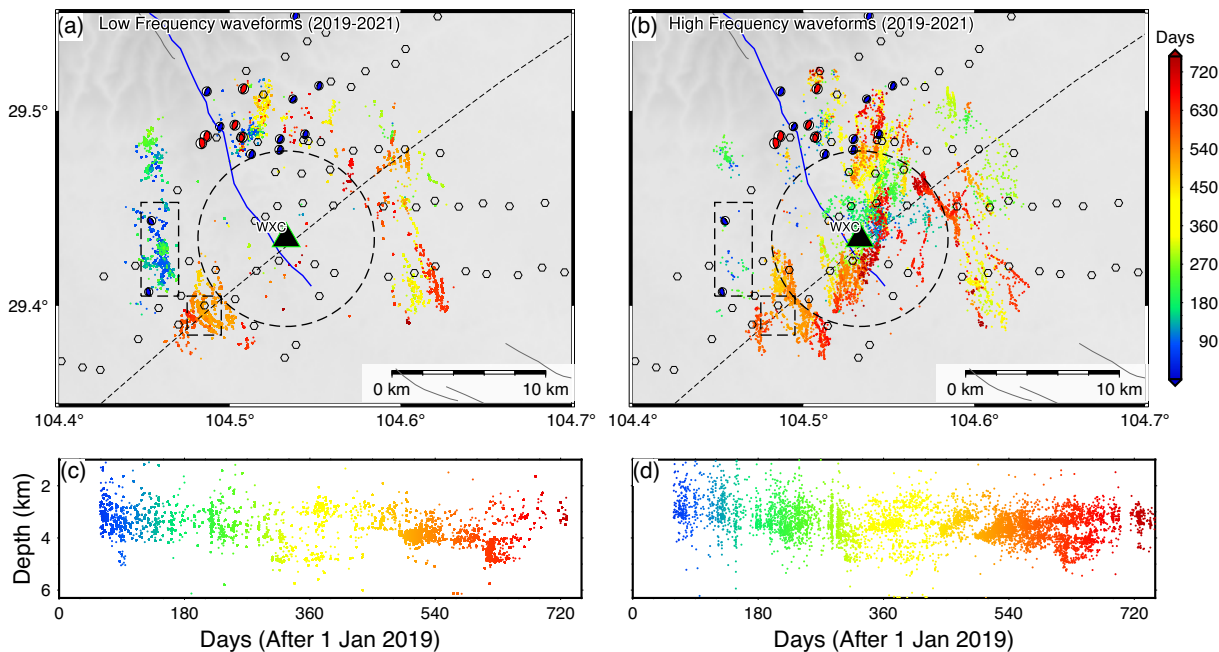 (a) Low Frequency waveforms (2019-2021)
(b) High Frequency waveforms (2019-2021)
Days
720
630
540
450
360
270
180
90
29.5°
29.4°
WXC
WXC
0 km 10 km
0 km 10 km
104.4° 104.5° 104.6° 104.7°
104.5° 104.6° 104.7°
(c)
(d)
Depth (km)
2
4
6
0 180 360 540 720
0 180 360 540 720
Days (After 1 Jan 2019)
Days (After 1 Jan 2019)